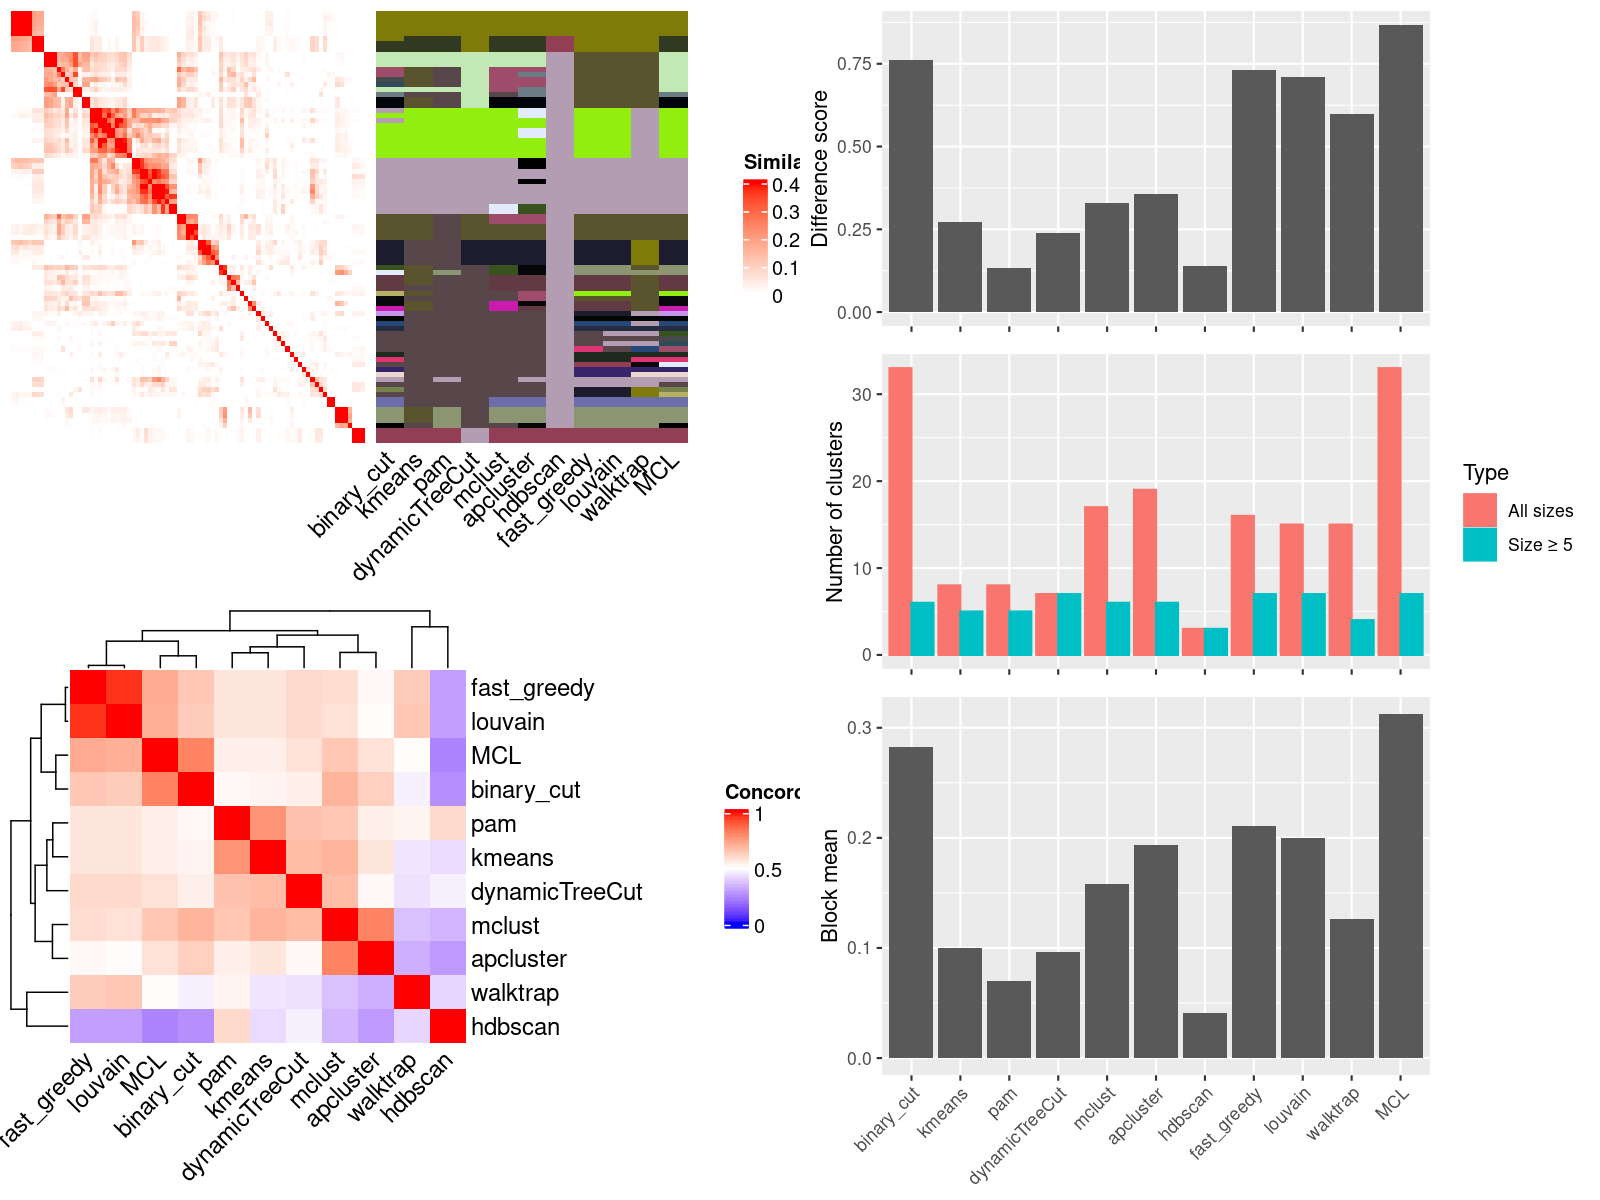 Simila
0.4
0.3
0.2
0.1
0
binary_cut
kmeans
pam
dynamicTreeCut
mclust
apcluster
hdbscan
fast_greedy
louvain
walktrap
MCL
fast_greedy
louvain
MCL
binary_cut
pam
kmeans
dynamicTreeCut
mclust
apcluster
walktrap
hdbscan
fast_greedy
louvain
MCL
binary_cut
pam
kmeans
dynamicTreeCut
mclust
apcluster
walktrap
hdbscan
Concord
1
0.5
0
Difference score
0.75
0.50
0.25
0.00
Number of clusters
30
20
10
0
Type
All sizes
Size ≥ 5
Block mean
0.3
0.2
0.1
0.0
binary_cut
kmeans
pam
dynamicTreeCut
mclust
apcluster
hdbscan
fast_greedy
louvain
walktrap
MCL